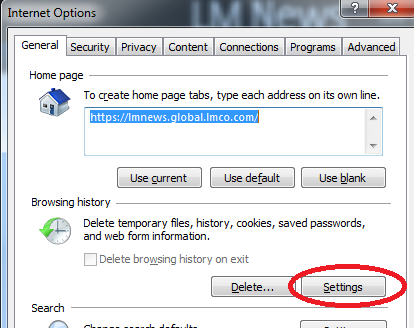 LM News
Internet Options
? X
General Security Privacy Content Connections Programs Advanced
Home page
To create home page tabs, type each address on its own line.
https://lmnews.global.lmco.com/
Use current Use default Use blank
Browsing history
Delete temporary files, history, cookies, saved passwords,
and web form information.
Delete browsing history on exit
Delete... Settings
Search
Change search defaults.